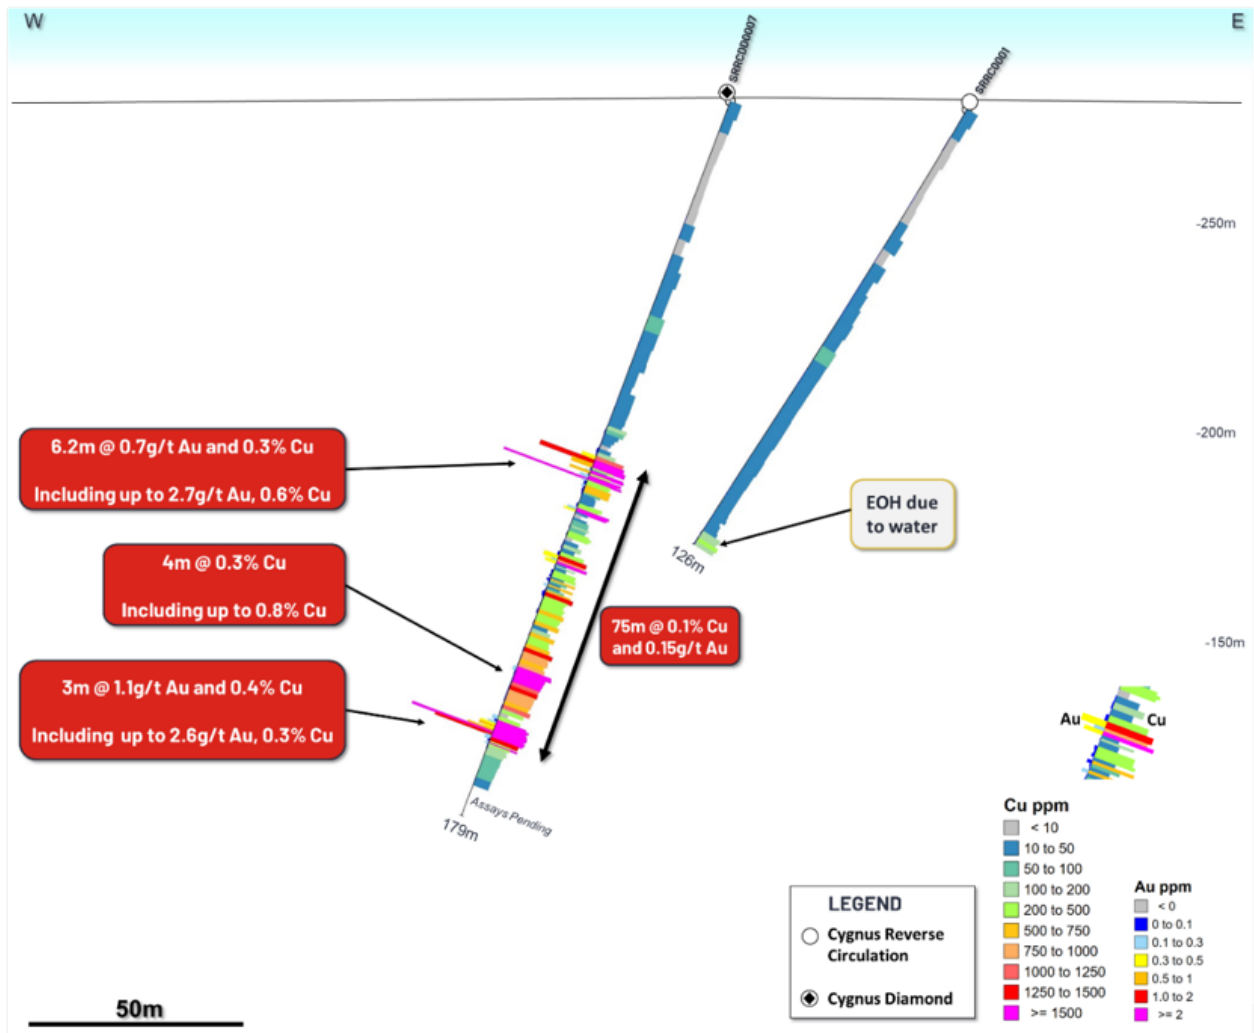 W
E
SRRCDD0007
SRRC0001
-250m
-200m
-150m
6.2m @ 0.7g/t Au and 0.3% Cu
Including up to 2.7g/t Au, 0.6% Cu
4m @ 0.3% Cu
Including up to 0.8% Cu
3m @ 1.1g/t Au and 0.4% Cu
Including up to 2.6g/t Au, 0.3% Cu
75m @ 0.1% Cu
and 0.15g/t Au
EOH due
to water
126m
Assays Pending
179m
Au
Cu
Cu ppm
< 10
10 to 50
50 to 100
100 to 200
200 to 500
500 to 750
750 to 1000
1000 to 1250
1250 to 1500
>= 1500
Au ppm
< 0
0 to 0.1
0.1 to 0.3
0.3 to 0.5
0.5 to 1
1.0 to 2
>= 2
LEGEND
Cygnus Reverse
Circulation
Cygnus Diamond
50m